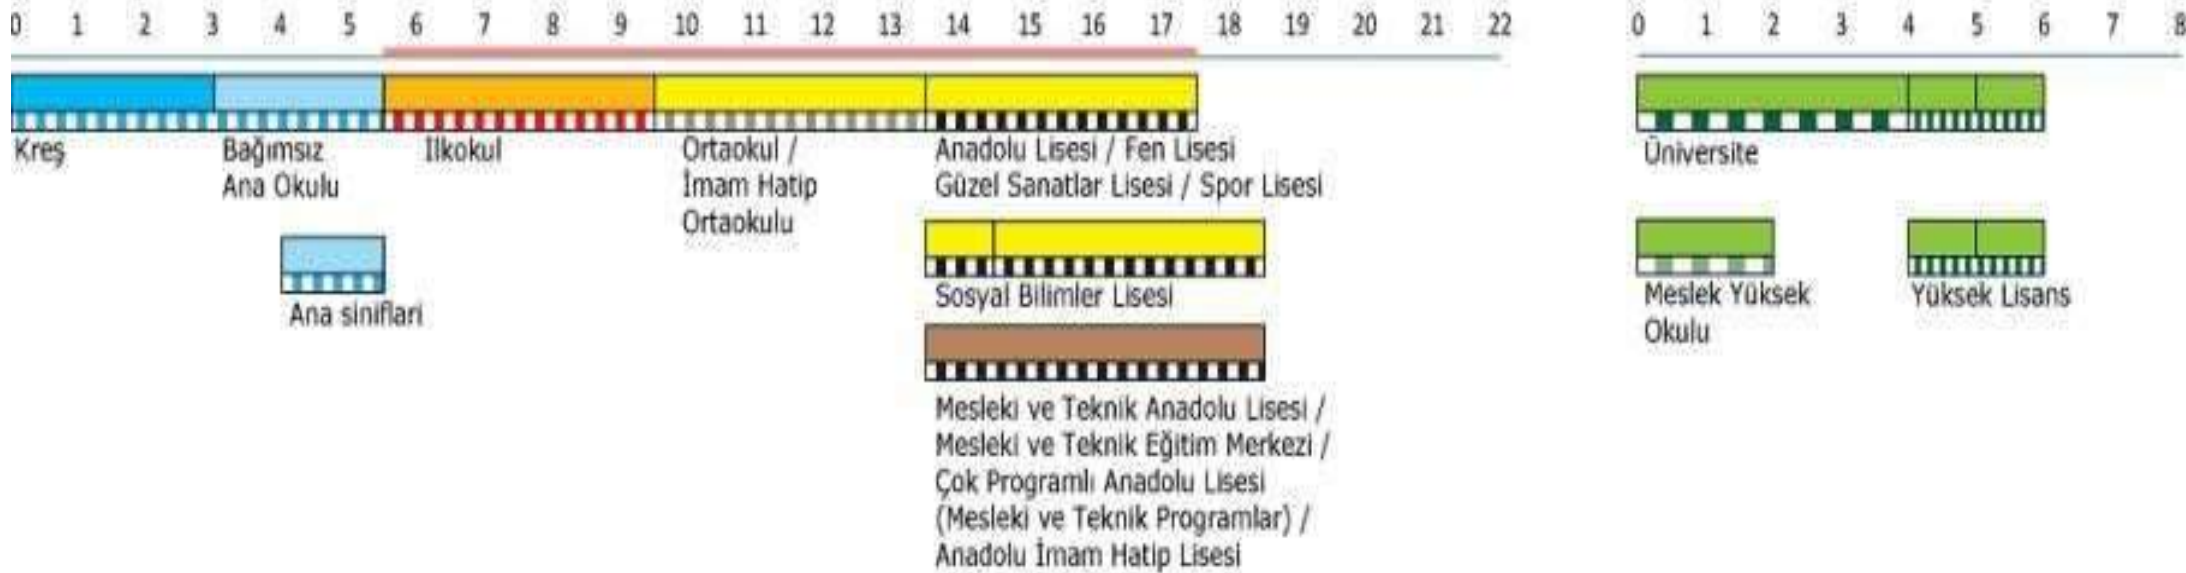 0 1 2 3 4 5 6 7 8 9 10 11 12 13 14 15 16 17 18 19 20 21 22
0 1 2 3 4 5 6 7 8
Kreş
Bağımsız
Ana Okulu
İlkokul
Ortaokul /
İmam Hatip
Ortaokulu
Anadolu Lisesi / Fen Lisesi
Güzel Sanatlar Lisesi / Spor Lisesi
Üniversite
Ana siniflari
Sosyal Bilimler Lisesi
Meslek Yüksek
Okulu
Yüksek Lisans
Mesleki ve Teknik Anadolu Lisesi /
Mesleki ve Teknik Eğitim Merkezi /
Çok Programlı Anadolu Lisesi
(Mesleki ve Teknik Programlar) /
Anadolu İmam Hatip Lisesi